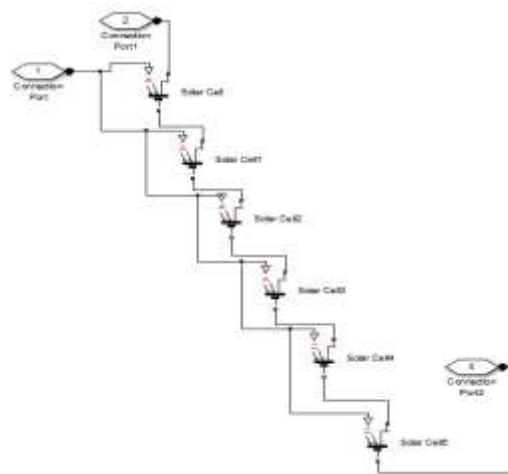 2
Connection
Port1
1
Connection
Port
Solar Cell
Solar Cell1
Solar Cell2
Solar Cell3
Solar Cell4
3
Connection
Port2
Solar Cell5